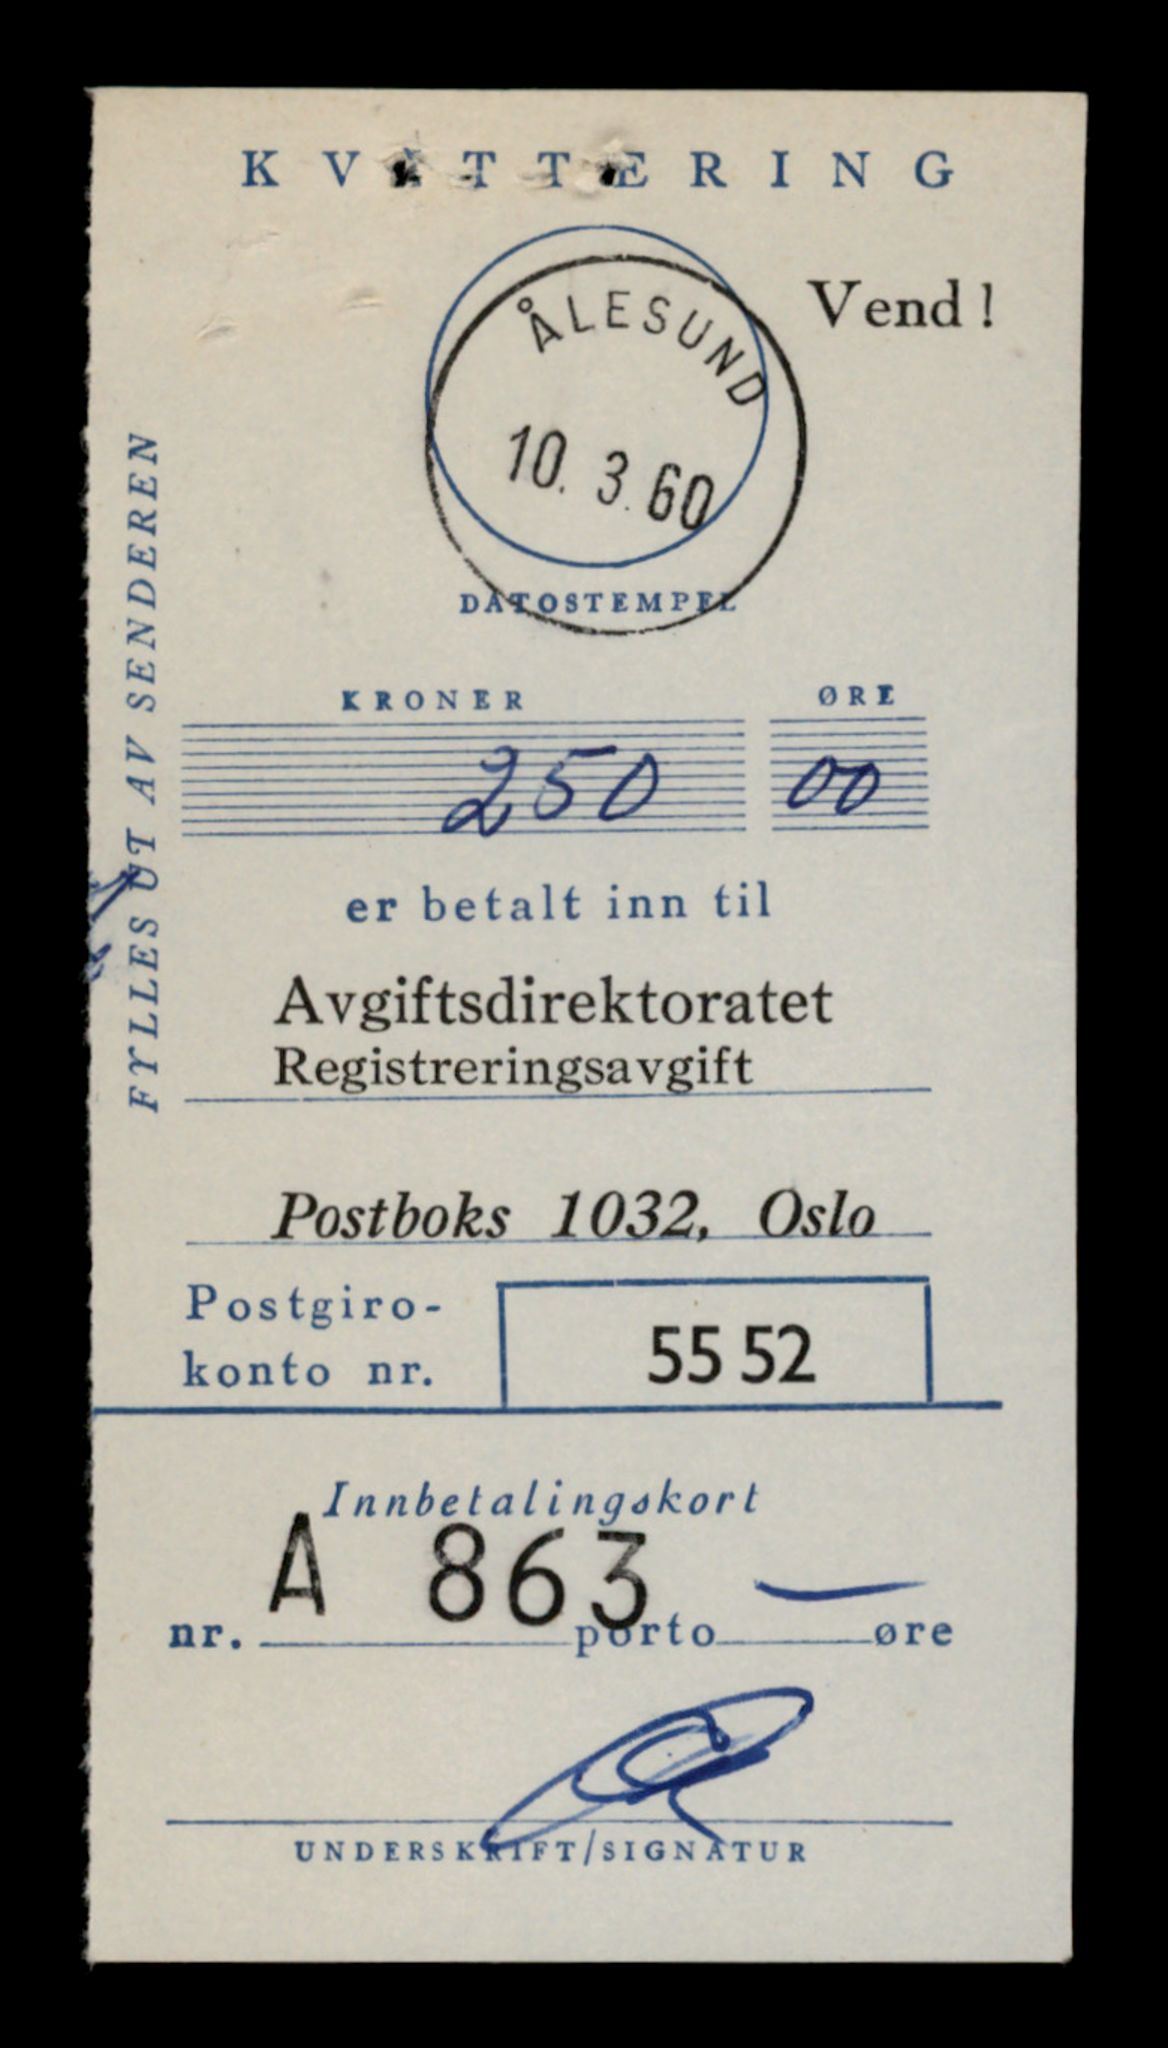 KVITTERING
Vend!
ÅLESUND
10. 3. 60
DATOSTEMPEL
FYLLES UT AV SENDEREN
KRONER ØRE
250 00
er betalt inn til
Avgiftsdirektoratet
Registreringsavgift
Postboks 1032, Oslo
Postgiro-
konto nr. 55 52
Innbetalingskort
nr. A 863 porto — øre
UNDERSKRIFT/SIGNATUR